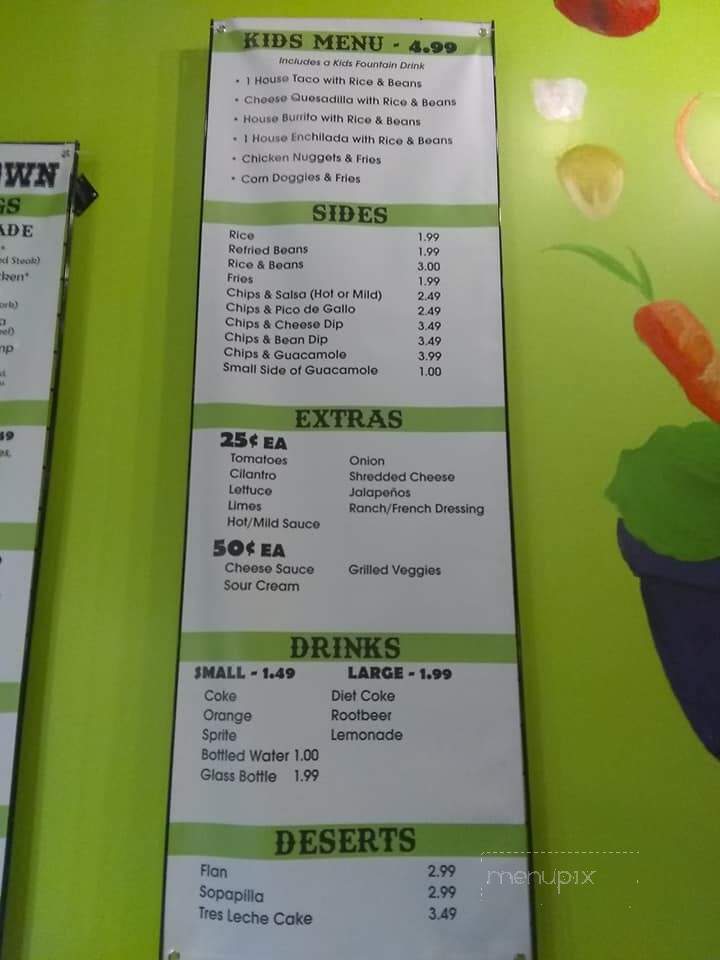 OWN
GS
ADE
ed Steak)
ken*
ork)
mp
KIDS MENU - 4.99
Includes a Kids Fountain Drink
• 1 House Taco with Rice & Beans
• Cheese Quesadilla with Rice & Beans
• House Burrito with Rice & Beans
• 1 House Enchilada with Rice & Beans
• Chicken Nuggets & Fries
• Corn Doggies & Fries
SIDES
Rice 1.99
Refried Beans 1.99
Rice & Beans 3.00
Fries 1.99
Chips & Salsa (Hot or Mild) 2.49
Chips & Pico de Gallo 2.49
Chips & Cheese Dip 3.49
Chips & Bean Dip 3.49
Chips & Guacamole 3.99
Small Side of Guacamole 1.00
EXTRAS
25¢ EA
Tomatoes Onion
Cilantro Shredded Cheese
Lettuce Jalapeños
Limes Ranch/French Dressing
Hot/Mild Sauce
50¢ EA
Cheese Sauce Grilled Veggies
Sour Cream
DRINKS
SMALL - 1.49 LARGE - 1.99
Coke Diet Coke
Orange Rootbeer
Sprite Lemonade
Bottled Water 1.00
Glass Bottle 1.99
DESERTS
Flan 2.99
Sopapilla 2.99
Tres Leche Cake 3.49
menupix